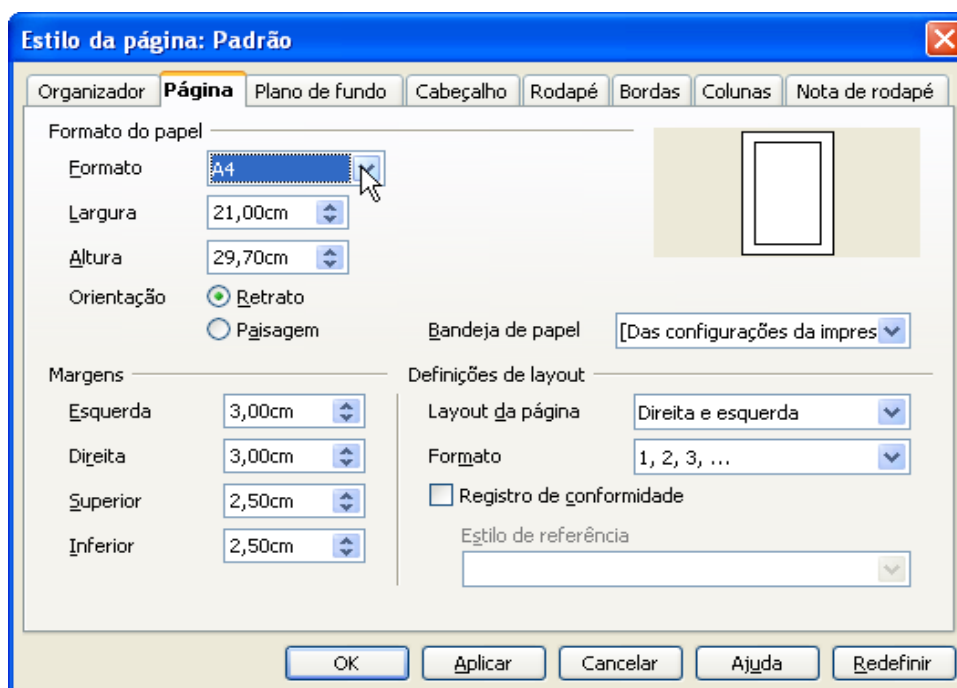 Estilo da página: Padrão
Organizador Página Plano de fundo Cabeçalho Rodapé Bordas Colunas Nota de rodapé
Formato do papel
Formato A4
Largura 21,00cm
Altura 29,70cm
Orientação Retrato
Paisagem Bandeja de papel [Das configurações da impres
Margens Definições de layout
Esquerda 3,00cm Layout da página Direita e esquerda
Direita 3,00cm Formato 1, 2, 3, ...
Superior 2,50cm Registro de conformidade
Inferior 2,50cm Estilo de referência
OK Aplicar Cancelar Ajuda Redefinir